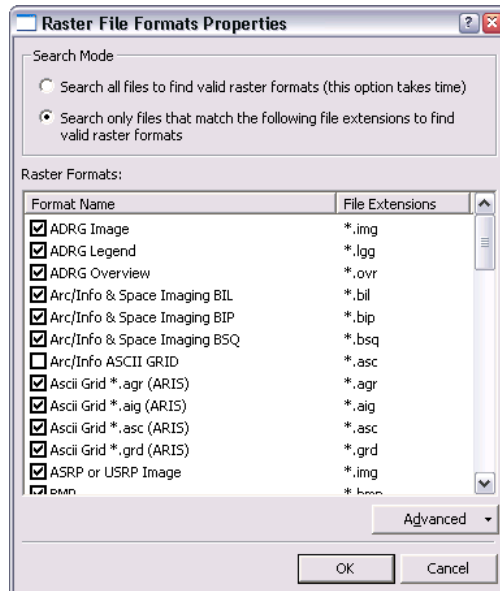 Raster File Formats Properties
Search Mode
Search all files to find valid raster formats (this option takes time)
Search only files that match the following file extensions to find
valid raster formats
Raster Formats:
Format Name File Extensions
ADRG Image *.img
ADRG Legend *.lgg
ADRG Overview *.ovr
Arc/Info & Space Imaging BIL *.bil
Arc/Info & Space Imaging BIP *.bip
Arc/Info & Space Imaging BSQ *.bsq
Arc/Info ASCII GRID *.asc
Ascii Grid *.agr (ARIS) *.agr
Ascii Grid *.aig (ARIS) *.aig
Ascii Grid *.asc (ARIS) *.asc
Ascii Grid *.grd (ARIS) *.grd
ASRP or USRP Image *.img
BMP *.bmp
Advanced
OK Cancel